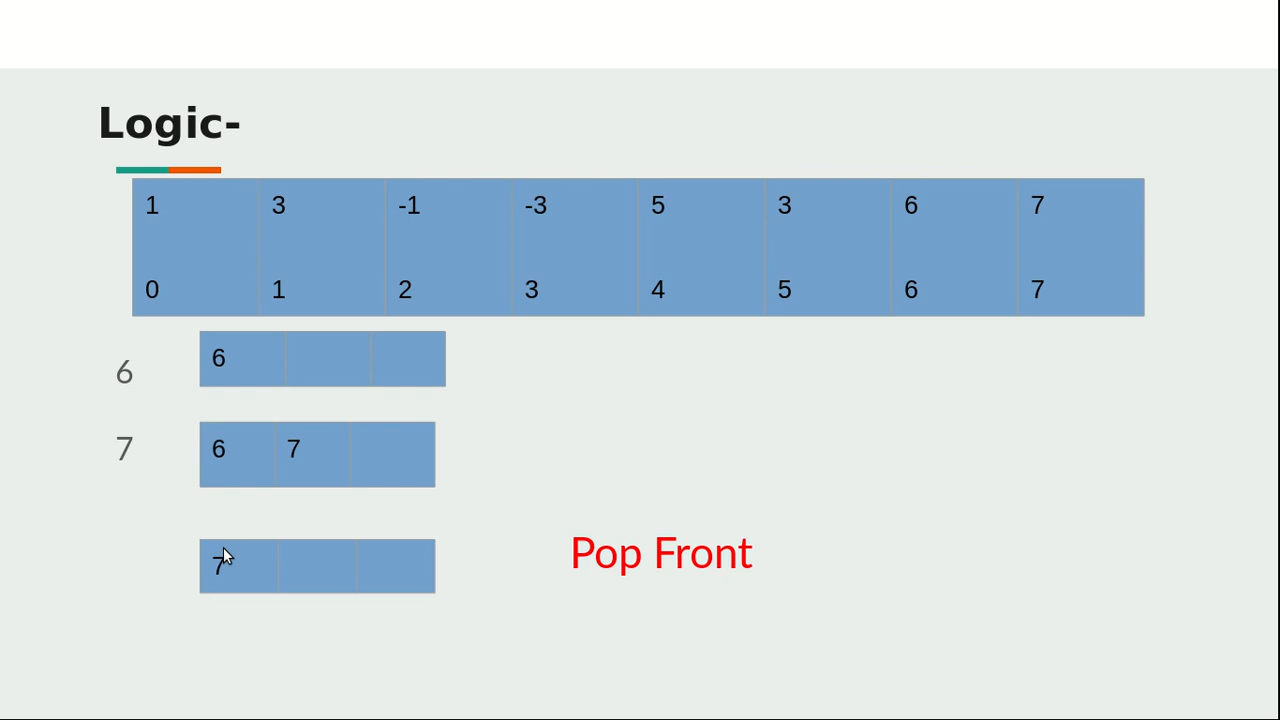 Logic-
1 3 -1 -3 5 3 6 7
0 1 2 3 4 5 6 7
6 6
7 6 7
7 Pop Front